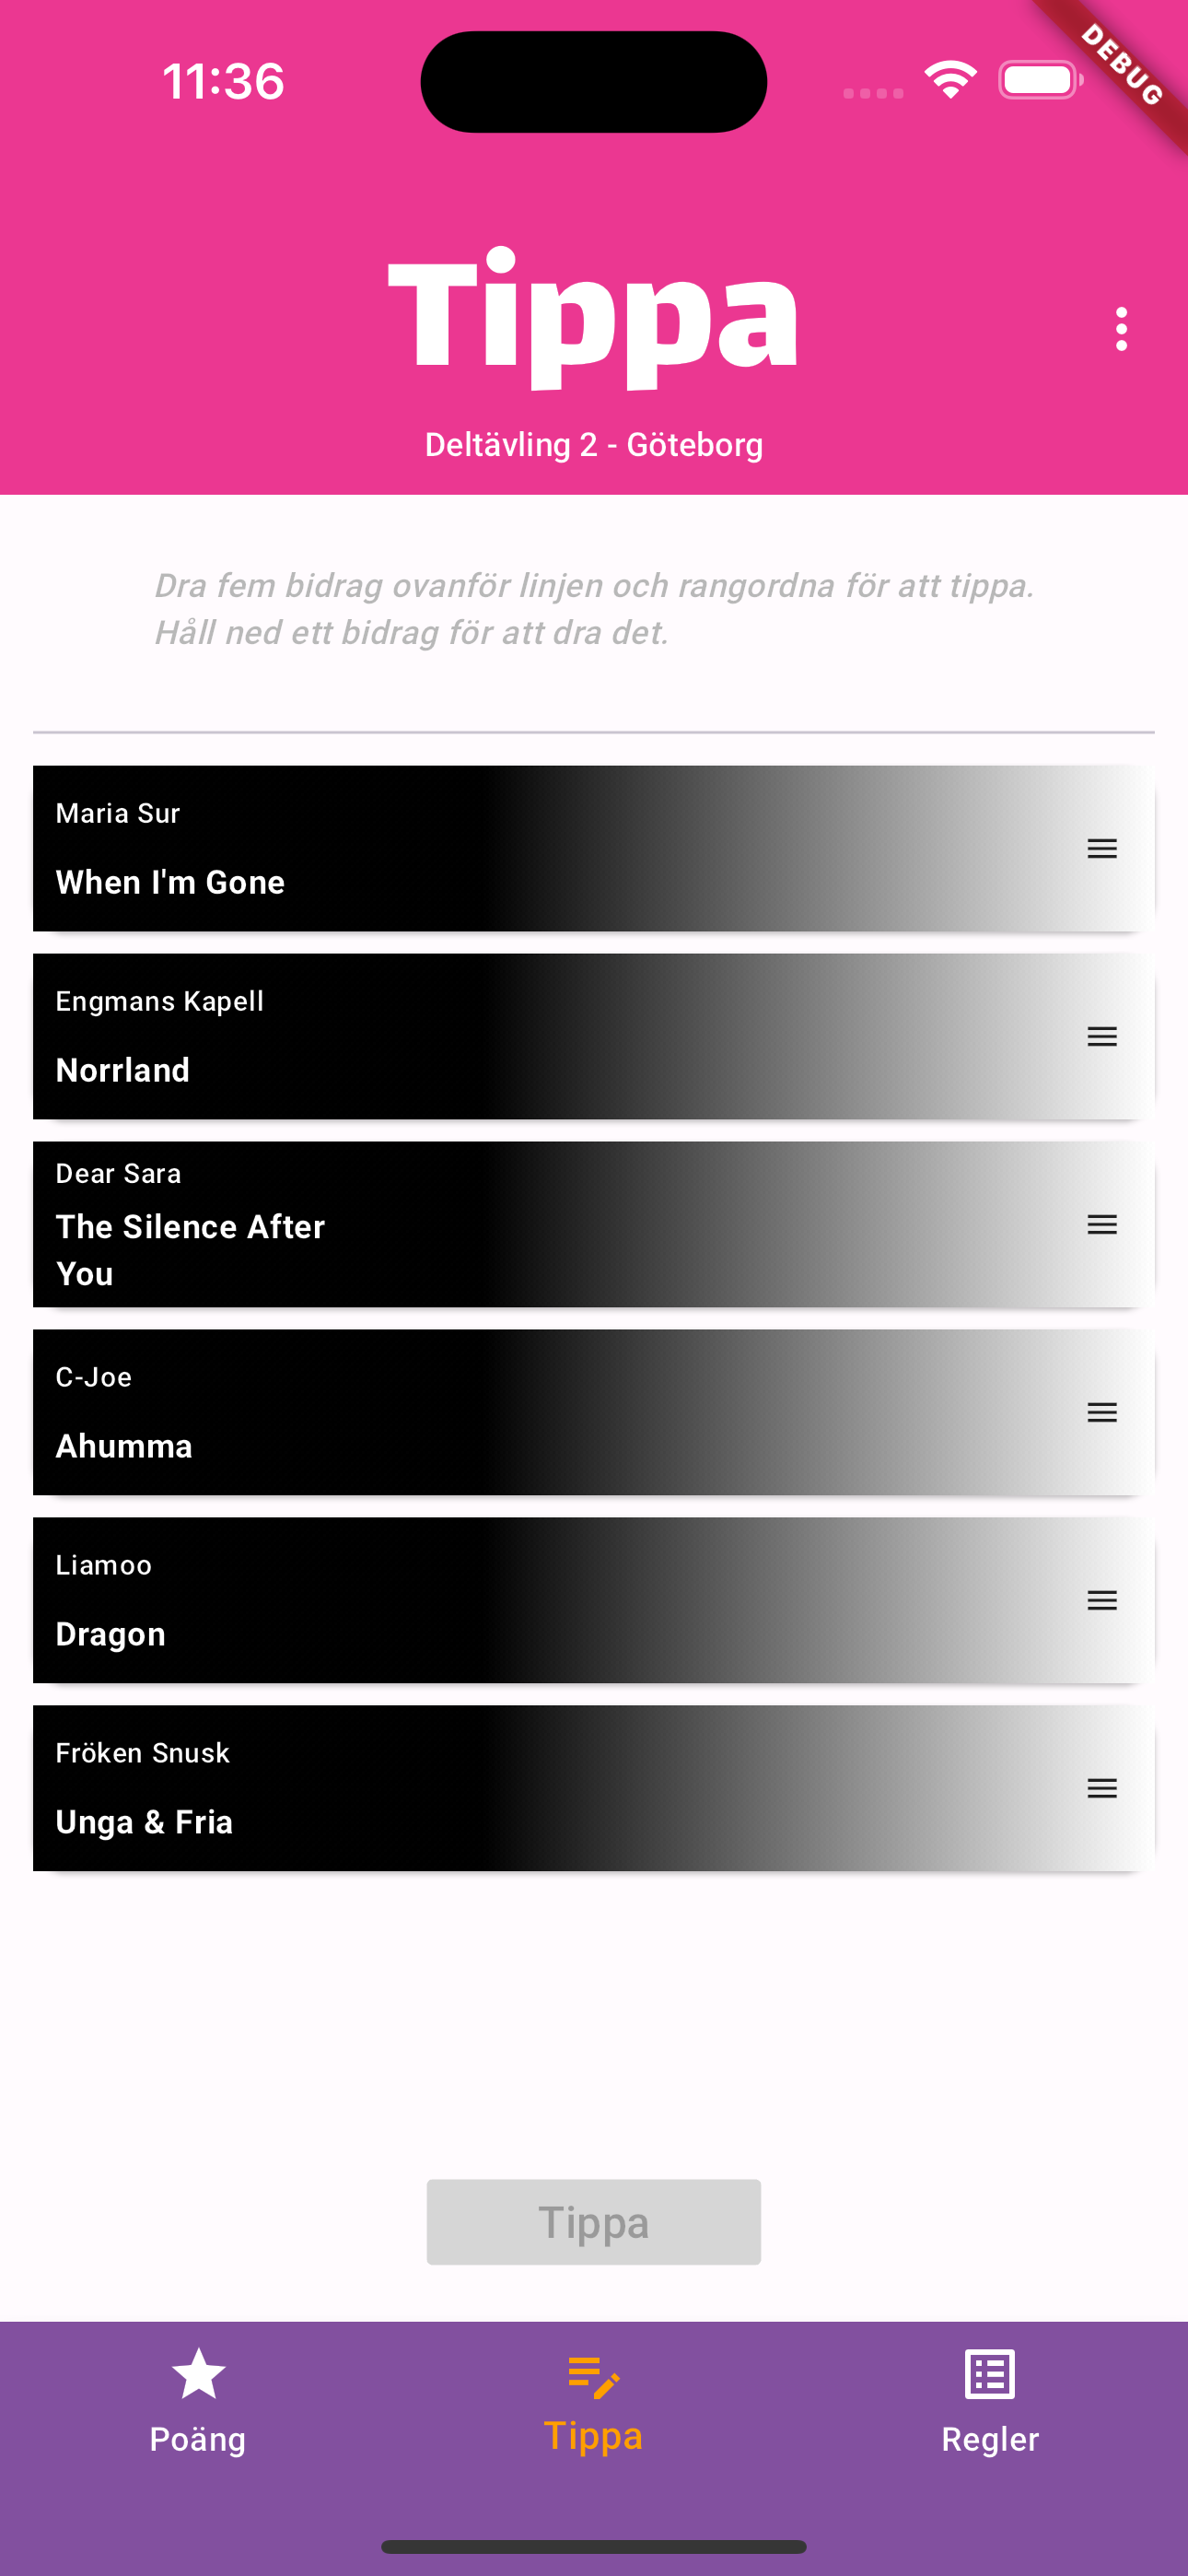 11:36
DEBUG
Tippa
Deltävling 2 - Göteborg
Dra fem bidrag ovanför linjen och rangordna för att tippa.
Håll ned ett bidrag för att dra det.
Maria Sur
When I'm Gone
Engmans Kapell
Norrland
Dear Sara
The Silence After
You
C-Joe
Ahumma
Liamoo
Dragon
Fröken Snusk
Unga & Fria
Tippa
Poäng
Tippa
Regler